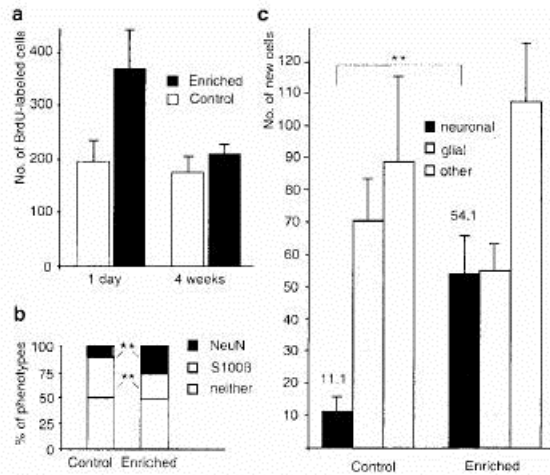 a
No. of BrdU-labeled cells
400
300
200
100
0
Enriched
Control
1 day
4 weeks
b
% of phenotypes
100
75
50
25
0
**
**
NeuN
S100B
neither
Control
Enriched
c
No. of new cells
120
110
100
90
80
70
60
50
40
30
20
10
**
neuronal
glial
other
11.1
54.1
Control
Enriched